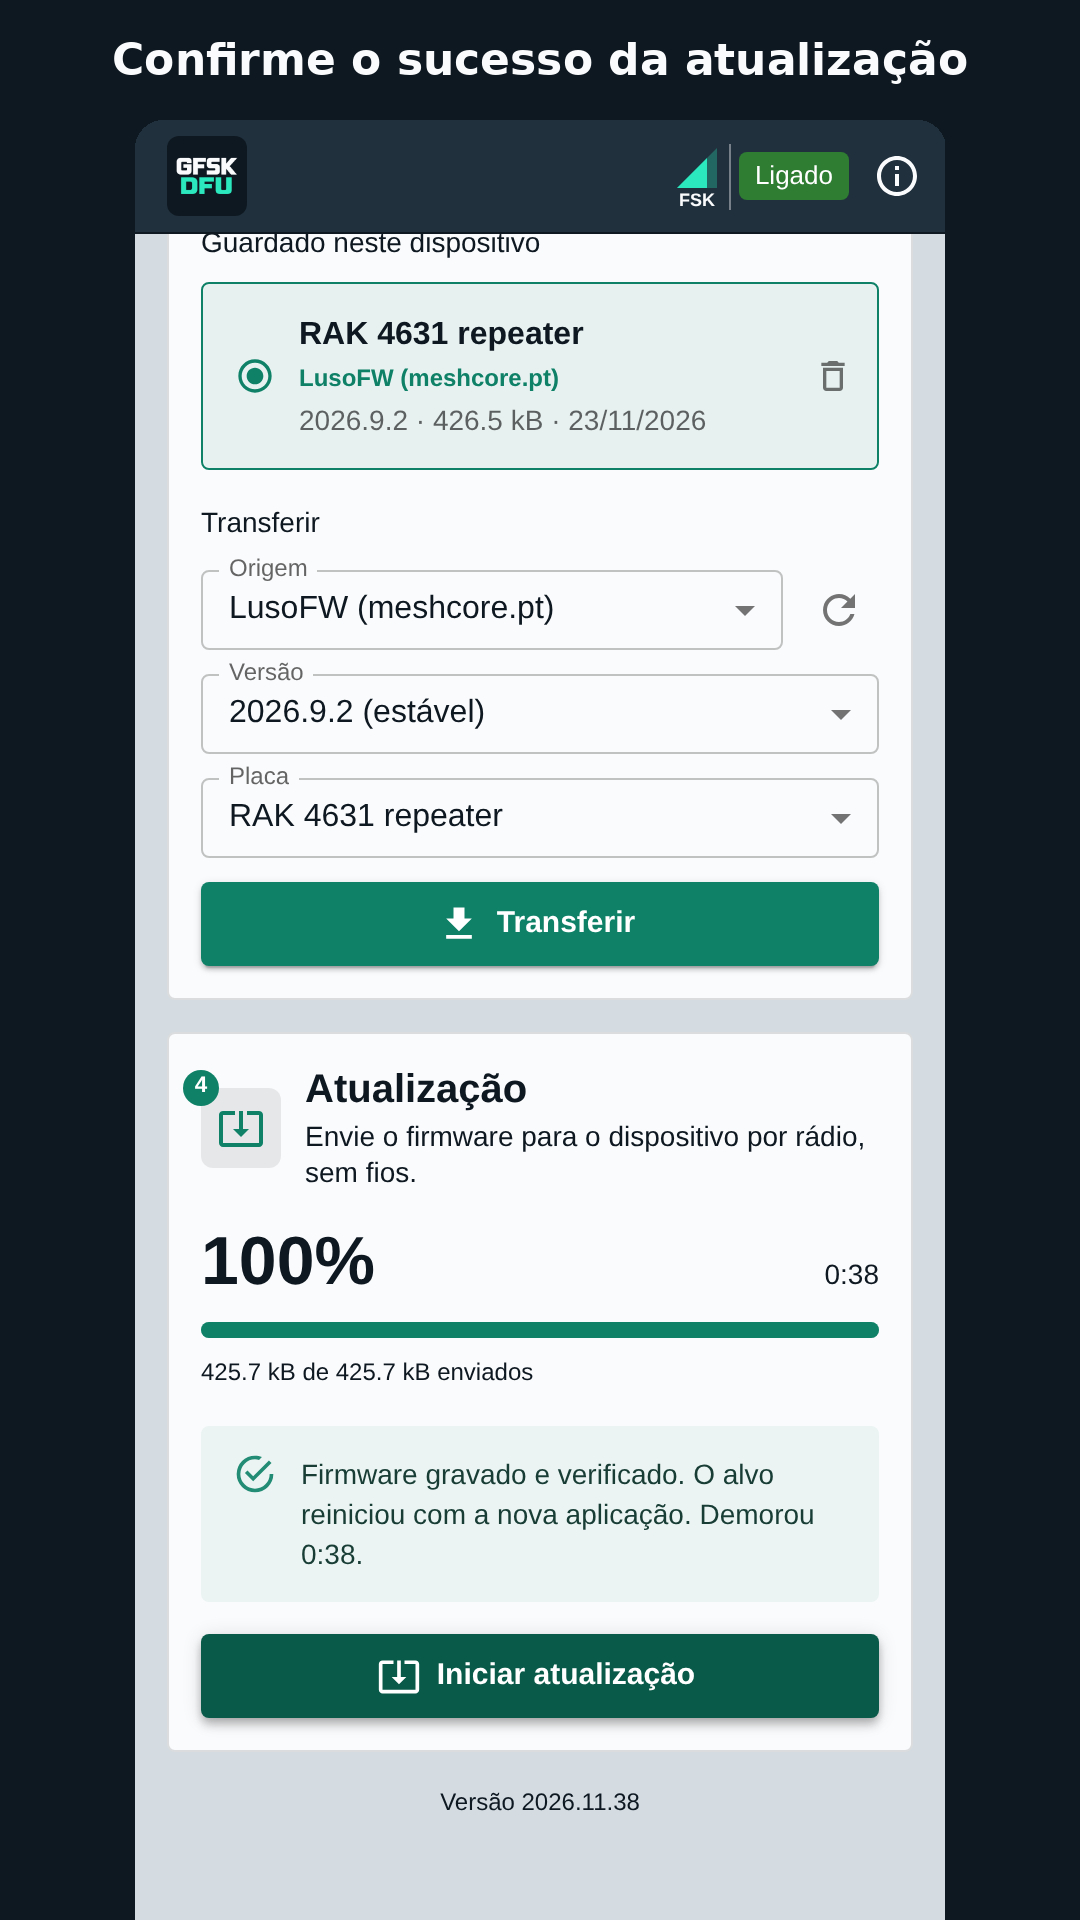 Confirme o sucesso da atualização
GFSK
DFU
FSK
Ligado
Guardado neste dispositivo
RAK 4631 repeater
LusoFW (meshcore.pt)
2026.9.2 · 426.5 kB · 23/11/2026
Transferir
Origem
LusoFW (meshcore.pt)
Versão
2026.9.2 (estável)
Placa
RAK 4631 repeater
Transferir
4
Atualização
Envie o firmware para o dispositivo por rádio,
sem fios.
100%
0:38
425.7 kB de 425.7 kB enviados
Firmware gravado e verificado. O alvo
reiniciou com a nova aplicação. Demorou
0:38.
Iniciar atualização
Versão 2026.11.38